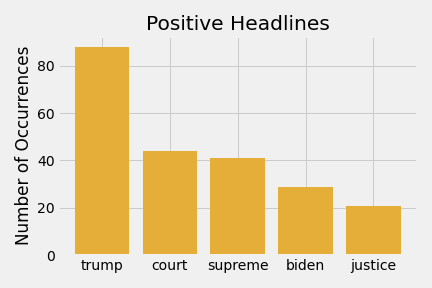 Positive Headlines
Number of Occurrences
80
60
40
20
0
trump court supreme biden justice